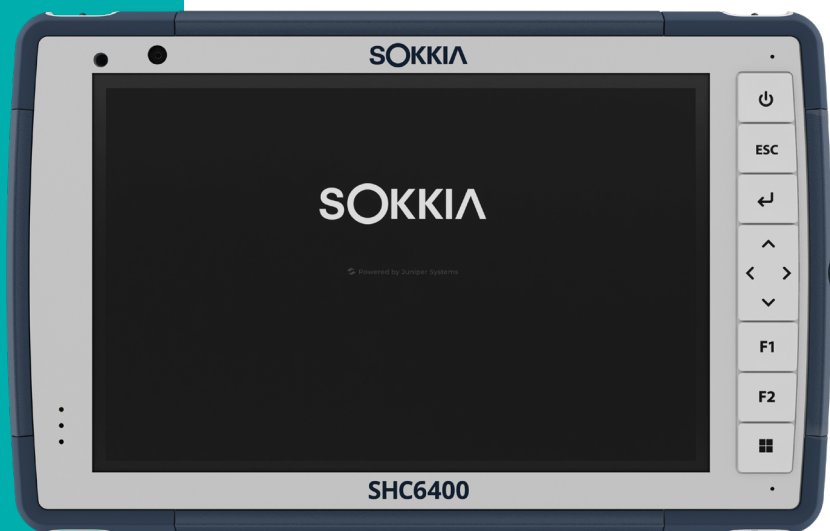 SOKKIA
SOKKIA
Powered by Juniper Systems
ESC
F1
F2
SHC6400